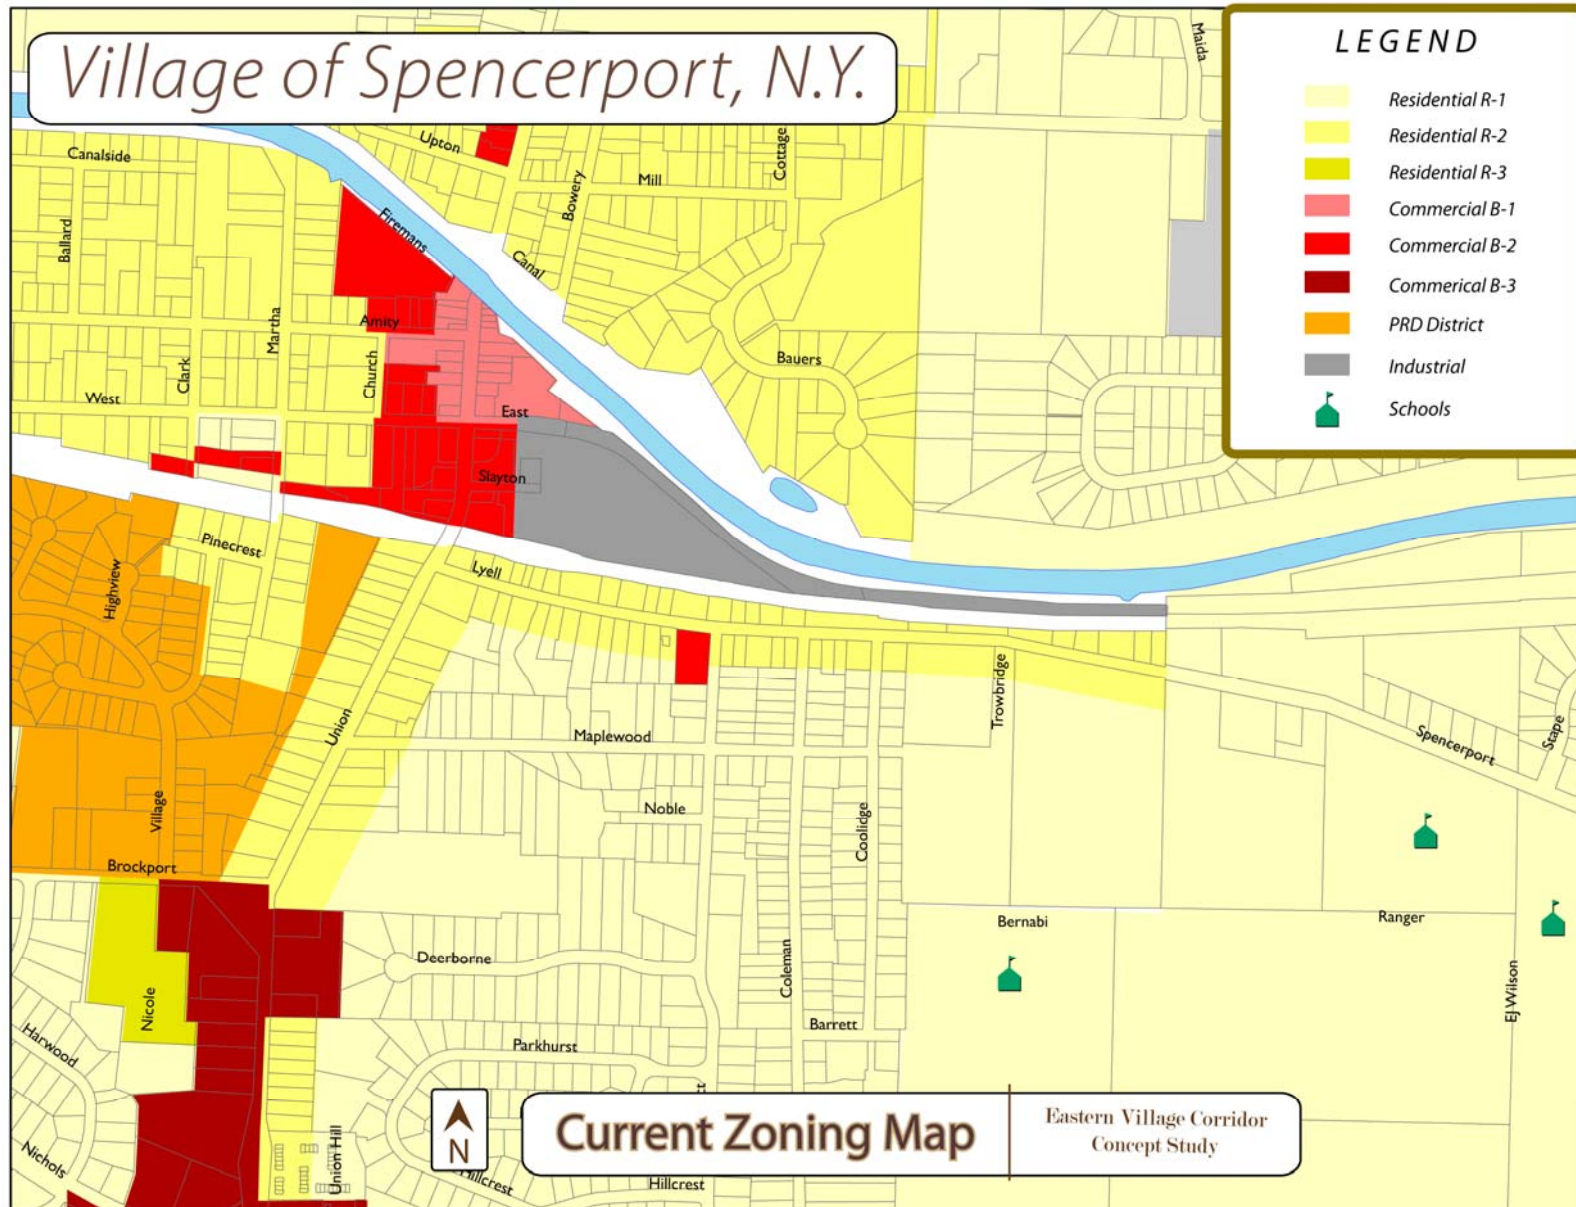 Village of Spencerport, N.Y.
LEGEND
Residential R-1
Residential R-2
Residential R-3
Commercial B-1
Commercial B-2
Commerical B-3
PRD District
Industrial
Schools
Maida
Upton
Canalside
Cottage
Mill
Bowery
Ballard
Firemans
Canal
Martha
Amity
Church
Clark
Bauers
West
East
Slayton
Pinecrest
Highview
Lyell
Trowbridge
Union
Maplewood
Spencerport
Stape
Village
Noble
Coolidge
Brockport
Bernabi
Ranger
Deerborne
Coleman
EJ Wilson
Nicole
Harwood
Barrett
Parkhurst
Union Hill
Nichols
Hillcrest
Hillcrest
N
Current Zoning Map
Eastern Village Corridor
Concept Study